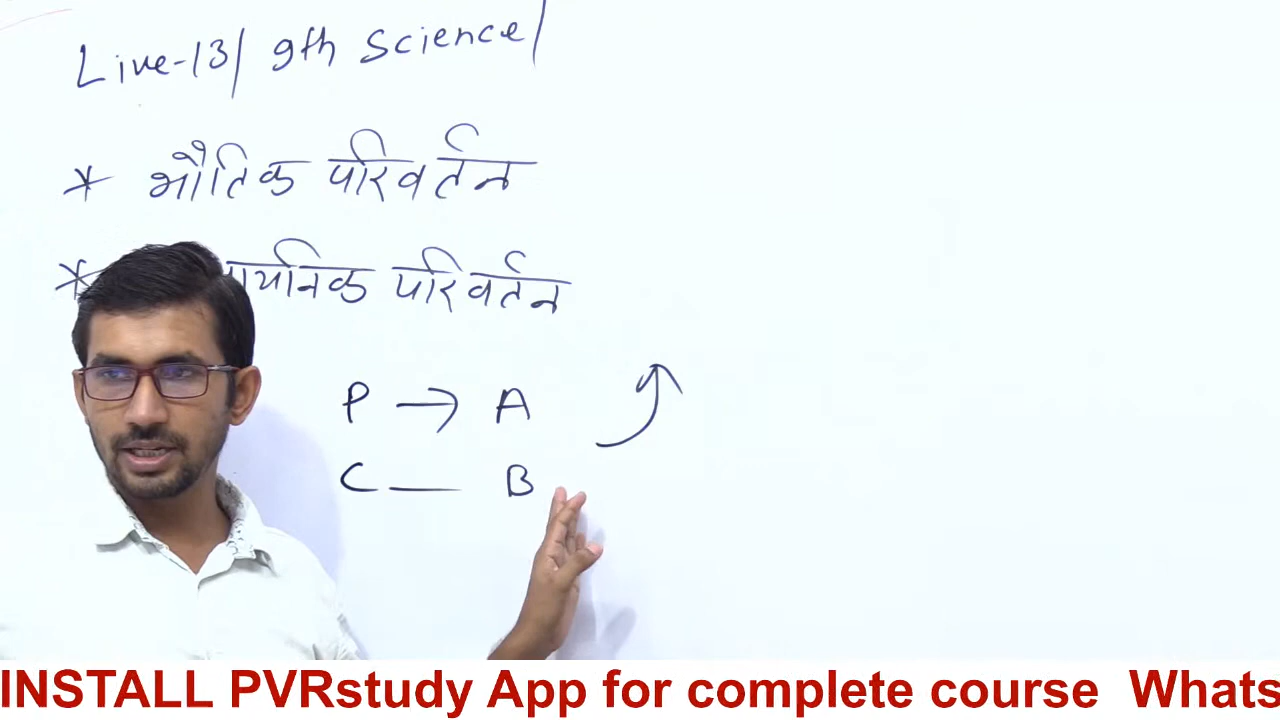 Live-13/ 9th Science/
* भौतिक परिवर्तन
* परिवर्तन
P → A
C — B
INSTALL PVRstudy App for complete course Whats